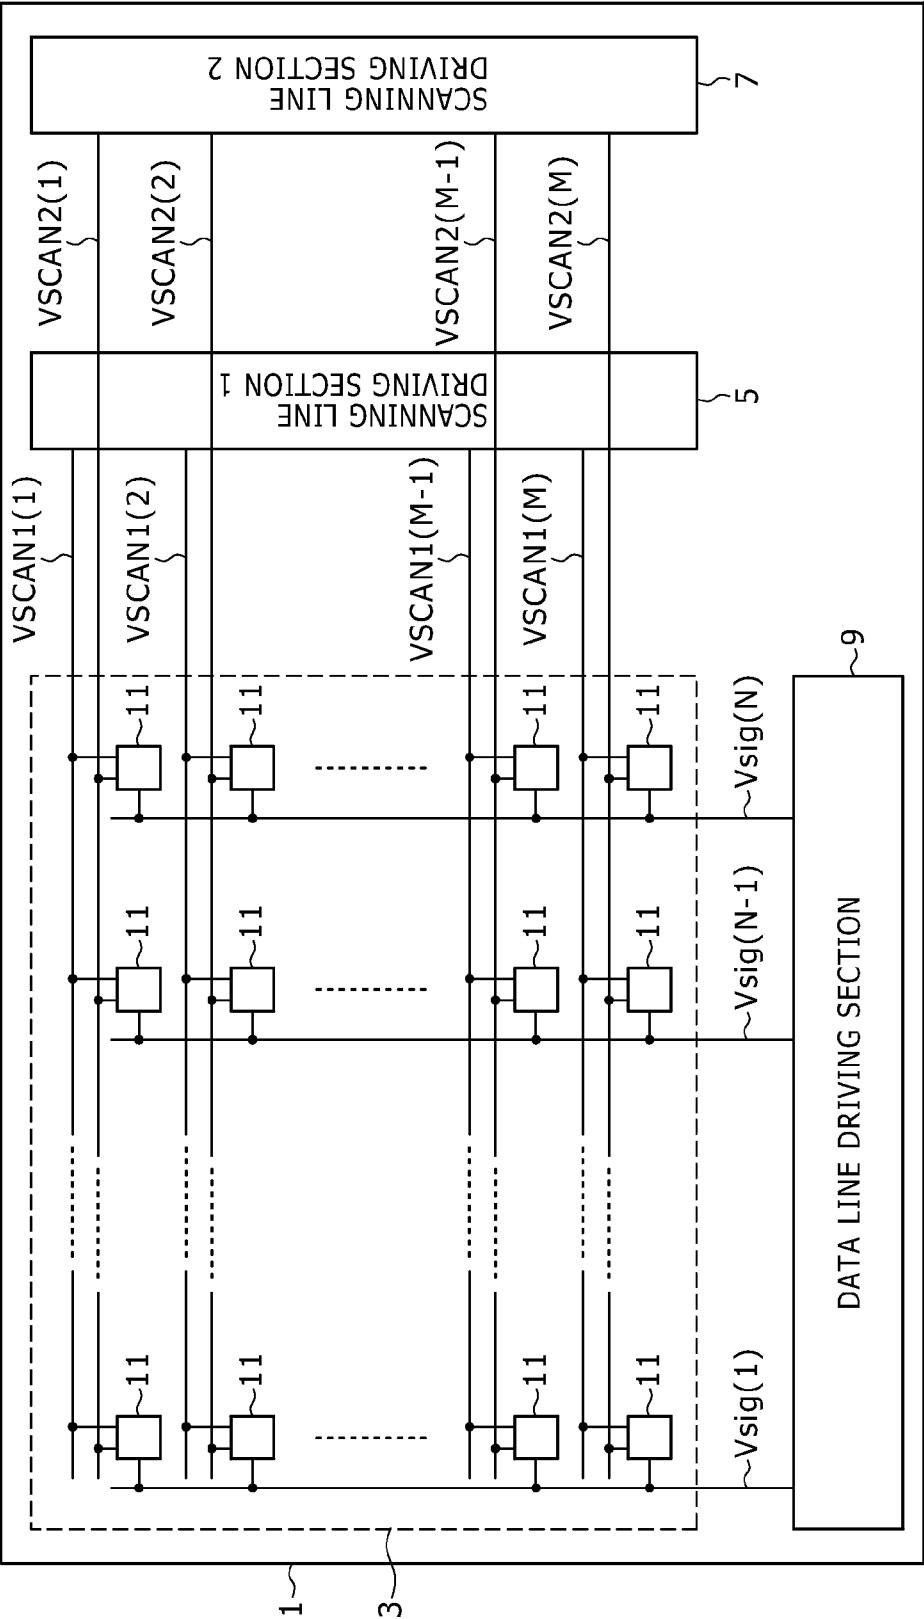 VSCAN1(1)
VSCAN2(1)
11
11
11
VSCAN1(2)
VSCAN2(2)
11
11
11
1
SCANNING LINE
DRIVING SECTION 1
SCANNING LINE
DRIVING SECTION 2
3
VSCAN1(M-1)
VSCAN2(M-1)
11
11
11
VSCAN1(M)
VSCAN2(M)
11
11
11
Vsig(1)
Vsig(N-1)
Vsig(N)
5
7
DATA LINE DRIVING SECTION
9